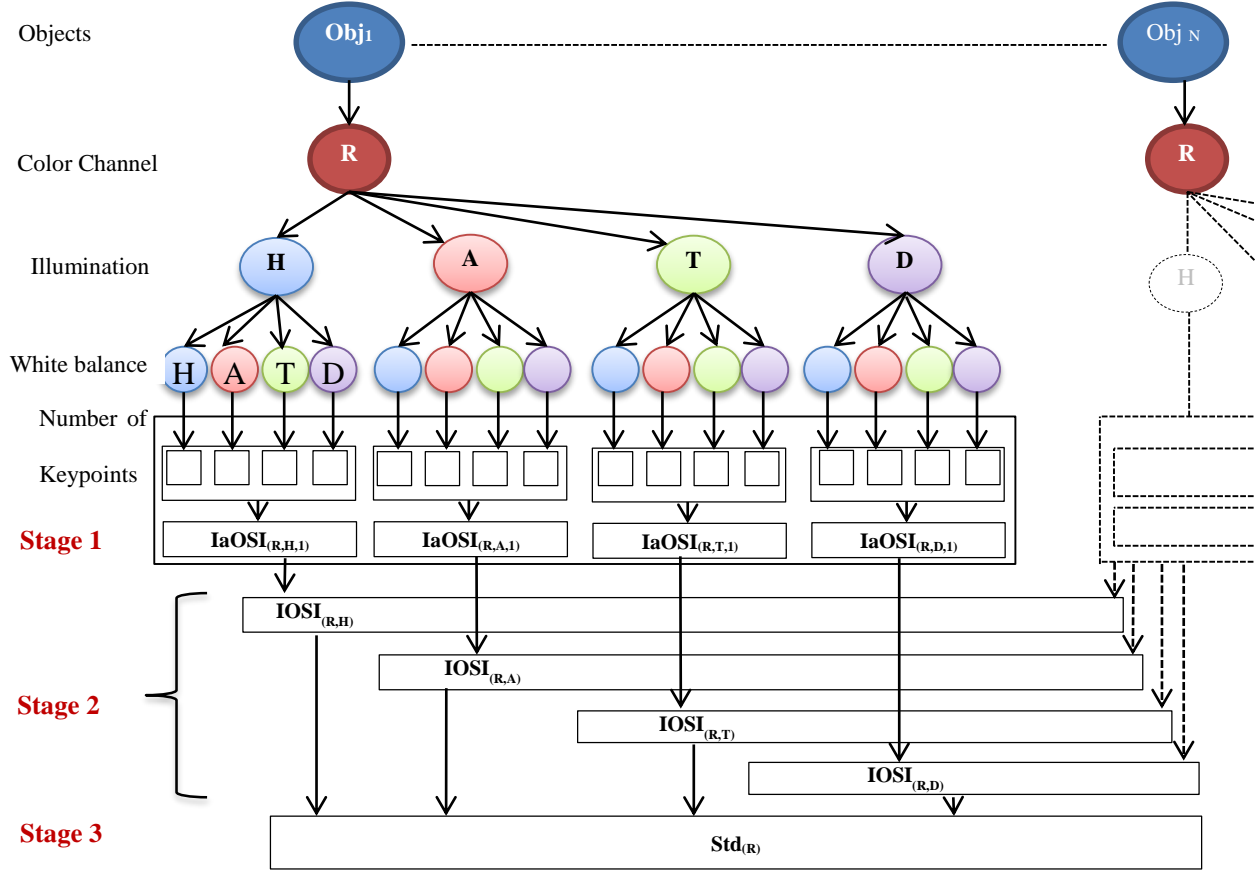 Objects Obj1 Obj N
Color Channel R R
Illumination H A T D H
White balance H A T D
Number of
Keypoints
Stage 1 IaOSI(R,H,1) IaOSI(R,A,1) IaOSI(R,T,1) IaOSI(R,D,1)
IOSI(R,H)
IOSI(R,A)
Stage 2 IOSI(R,T)
IOSI(R,D)
Stage 3 Std(R)